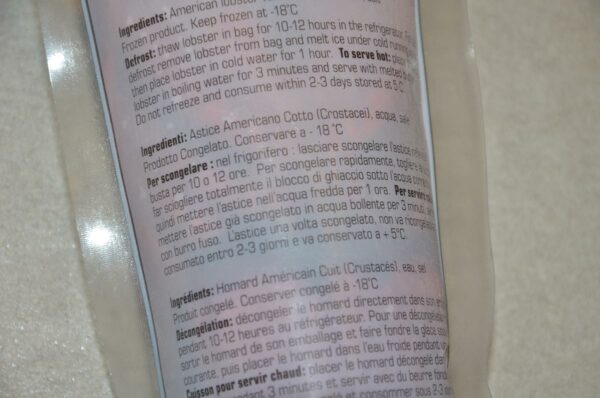 Ingredients: American lobster
Frozen product. Keep frozen at -18°C
Defrost: thaw lobster in bag for 10-12 hours in the refrigerator.
defrost remove lobster from bag and melt ice under cold running
then place lobster in cold water for 1 hour. To serve hot: place
lobster in boiling water for 3 minutes and serve with melted
Do not refreeze and consume within 2-3 days stored at 5°C
Ingredienti: Astice Americano Cotto (Crostacei), acqua, sale
Prodotto Congelato. Conservare a - 18 °C
Per scongelare : nel frigorifero : lasciare scongelare l'astice
busta per 10 o 12 ore. Per scongelare rapidamente, togliere
far sciogliere totalmente il blocco di ghiaccio sotto l'acqua
quindi mettere l'astice nell'acqua fredda per 1 ora. Per
mettere l'astice già scongelato in acqua bollente per 3 minuti,
con burro fuso. L'astice una volta scongelato, non va
consumato entro 2-3 giorni e va conservato a + 5°C.
Ingrédients: Homard Américain Cuit (Crustacés), eau, sel
Produit congelé. Conserver congelé à -18°C
Décongélation: décongeler le homard directement dans son
pendant 10-12 heures au réfrigérateur. Pour une
sortir le homard de son emballage et faire fondre la glace
courante, puis placer le homard dans l'eau froide pendant
Cuisson pour servir chaud: placer le homard décongelé
pendant 3 minutes et servir avec du beurre
congelé et consommer sous 2-3